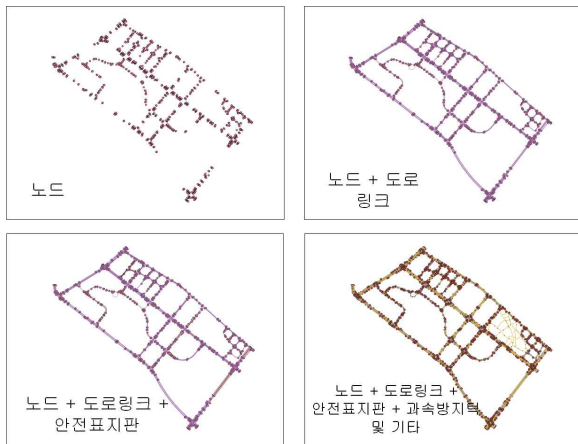 노드
노드 + 도로
링크
노드 + 도로링크 +
안전표지판
노드 + 도로링크 +
안전표지판 + 과속방지턱
및 기타